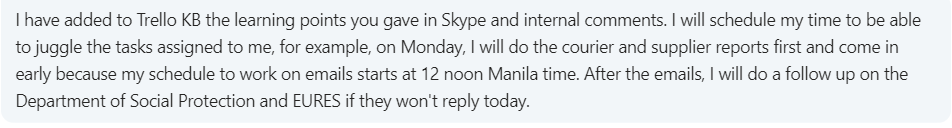 I have added to Trello KB the learning points you gave in Skype and internal comments. I will schedule my time to be able
to juggle the tasks assigned to me, for example, on Monday, I will do the courier and supplier reports first and come in
early because my schedule to work on emails starts at 12 noon Manila time. After the emails, I will do a follow up on the
Department of Social Protection and EURES if they won't reply today.